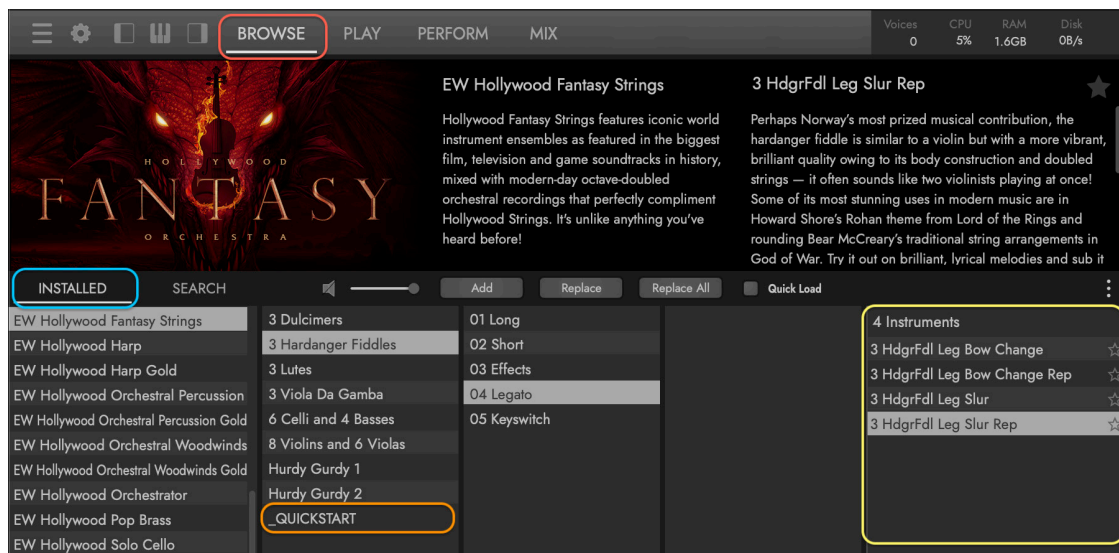 BROWSE PLAY PERFORM MIX
Voices CPU RAM Disk
0 5% 1.6GB 0B/s
HOLLYWOOD
FANTASY
ORCHESTRA
EW Hollywood Fantasy Strings
Hollywood Fantasy Strings features iconic world
instrument ensembles as featured in the biggest
film, television and game soundtracks in history,
mixed with modern-day octave-doubled
orchestral recordings that perfectly compliment
Hollywood Strings. It's unlike anything you've
heard before!
3 HdgrFdl Leg Slur Rep
Perhaps Norway's most prized musical contribution, the
hardanger fiddle is similar to a violin but with a more vibrant,
brilliant quality owing to its body construction and doubled
strings — it often sounds like two violinists playing at once!
Some of its most stunning uses in modern music are in
Howard Shore's Rohan theme from Lord of the Rings and
rounding Bear McCreary's traditional string arrangements in
God of War. Try it out on brilliant, lyrical melodies and sub it
INSTALLED SEARCH Add Replace Replace All Quick Load
EW Hollywood Fantasy Strings
EW Hollywood Harp
EW Hollywood Harp Gold
EW Hollywood Orchestral Percussion
EW Hollywood Orchestral Percussion Gold
EW Hollywood Orchestral Woodwinds
EW Hollywood Orchestral Woodwinds Gold
EW Hollywood Orchestrator
EW Hollywood Pop Brass
EW Hollywood Solo Cello
3 Dulcimers
3 Hardanger Fiddles
3 Lutes
3 Viola Da Gamba
6 Celli and 4 Basses
8 Violins and 6 Violas
Hurdy Gurdy 1
Hurdy Gurdy 2
_QUICKSTART
01 Long
02 Short
03 Effects
04 Legato
05 Keyswitch
4 Instruments
3 HdgrFdl Leg Bow Change
3 HdgrFdl Leg Bow Change Rep
3 HdgrFdl Leg Slur
3 HdgrFdl Leg Slur Rep